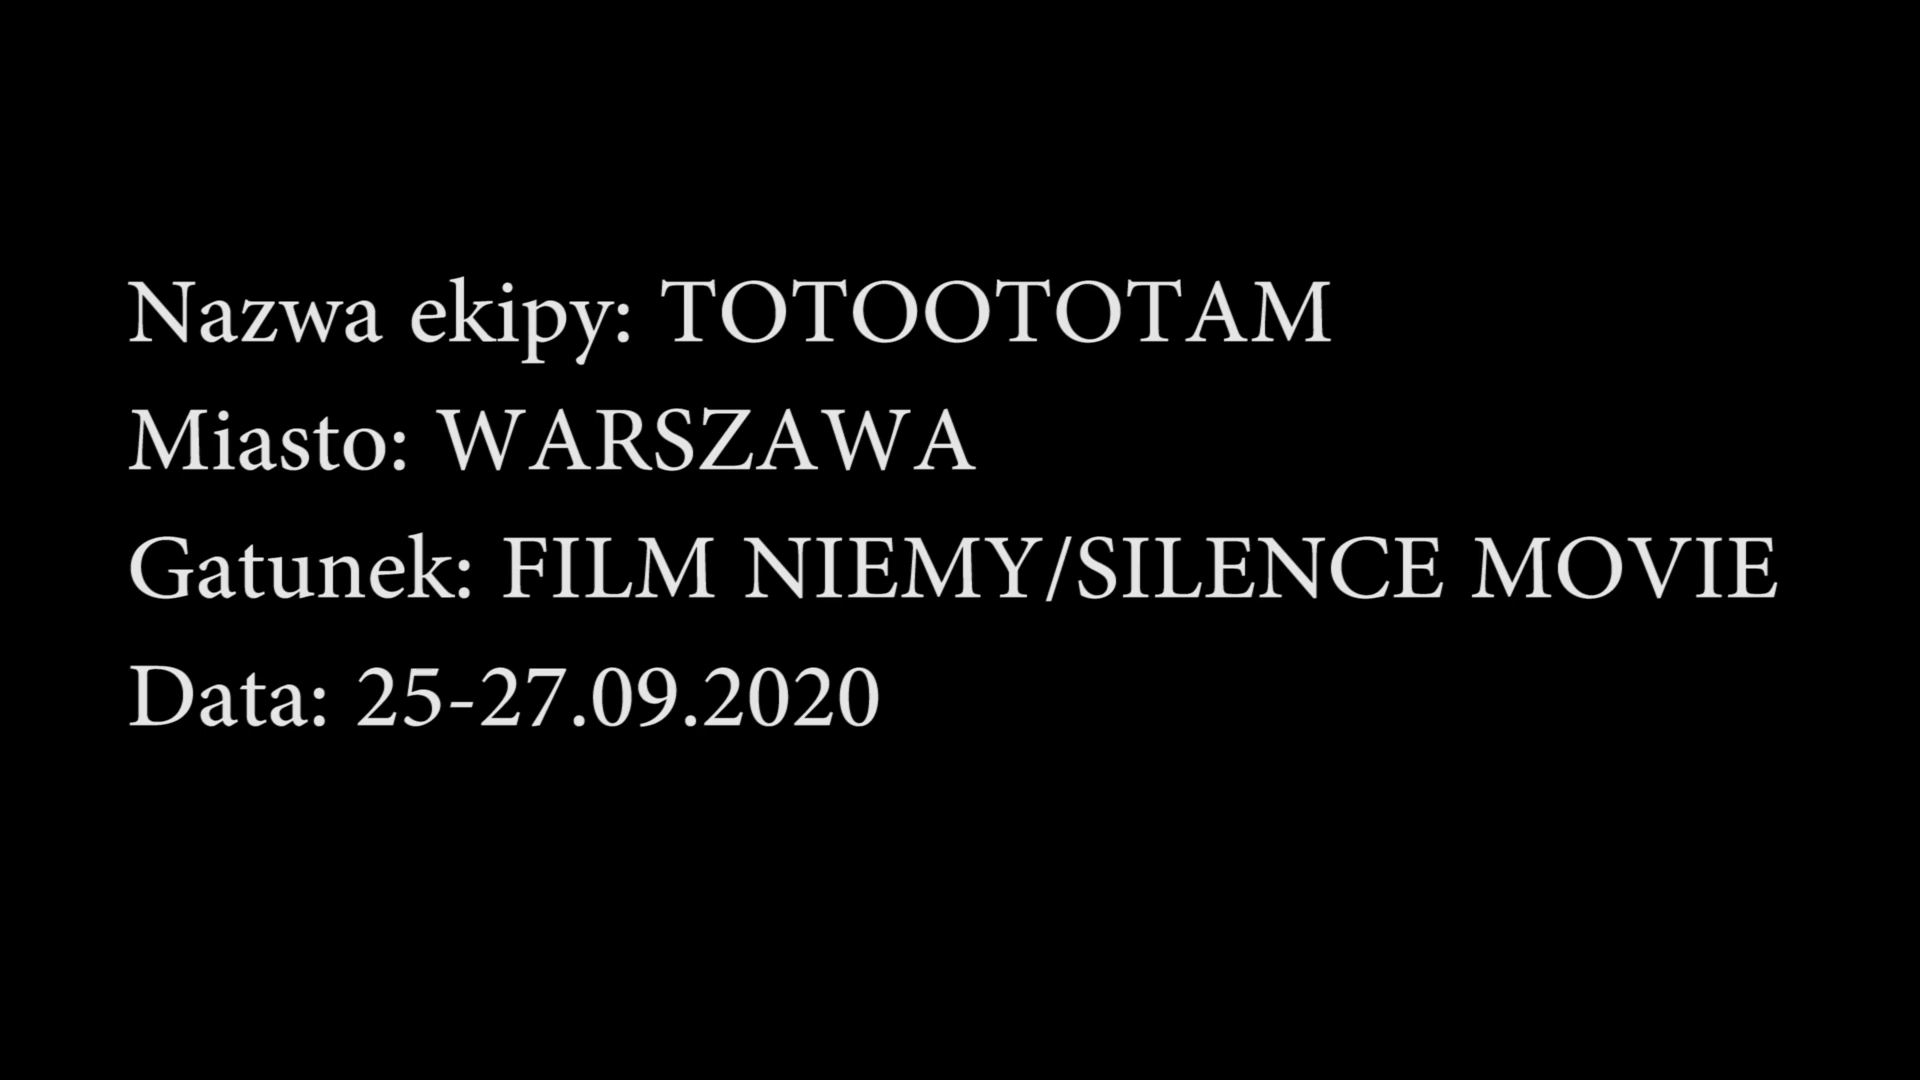 Nazwa ekipy: TOTOOTOTAM
Miasto: WARSZAWA
Gatunek: FILM NIEMY/SILENCE MOVIE
Data: 25-27.09.2020